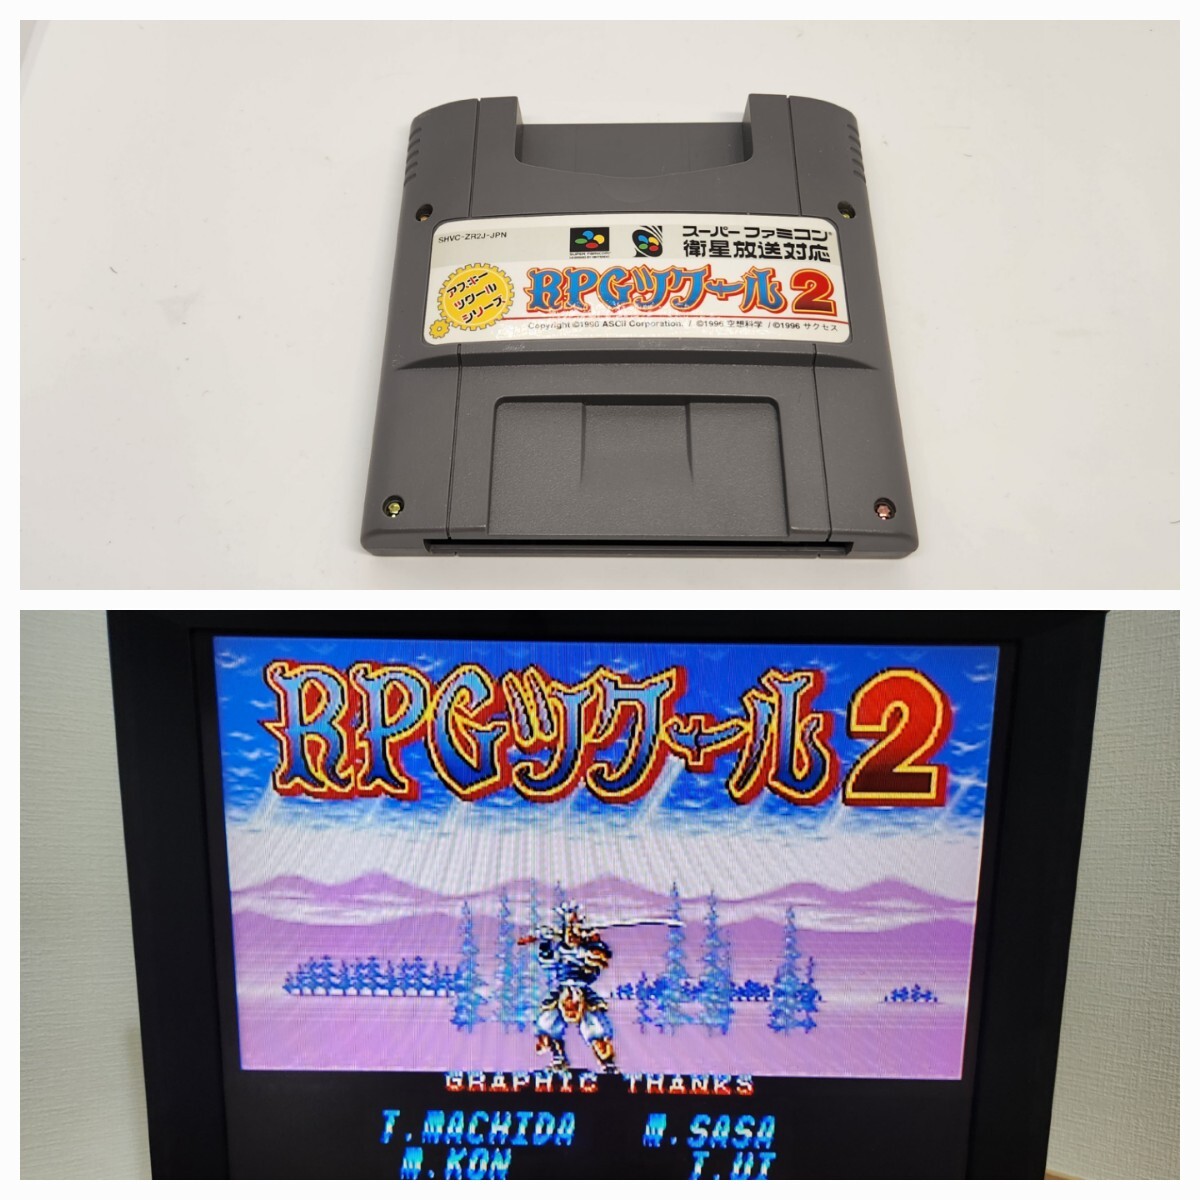 SHVC-ZR2J-JPN
SUPER FAMICOM
スーパーファミコン
衛星放送対応
アスキー
ツクール
シリーズ
RPGツクール2
Copyright ©1996 ASCII Corporation. / ©1996 空想科学 / ©1996 サクセス
RPGツクール2
GRAPHIC THANKS
T.MACHIDA M.SASA
M.KON T.UI